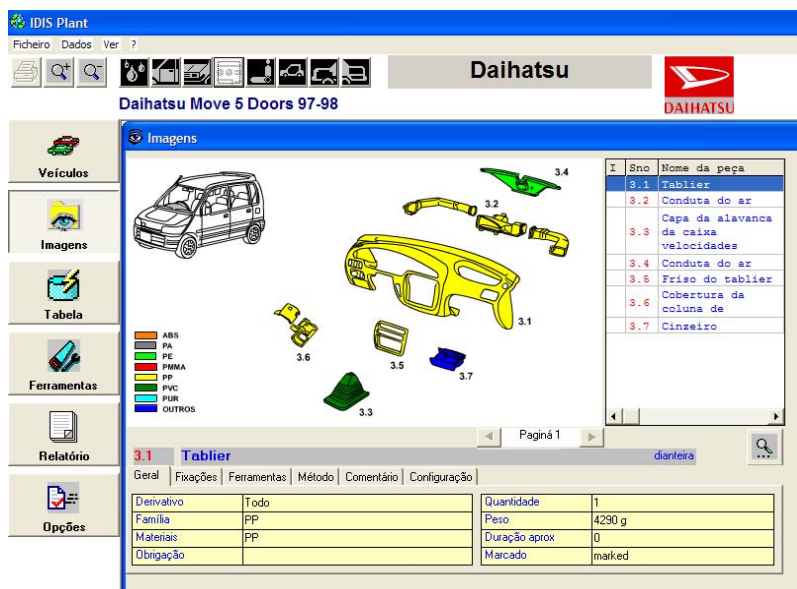 IDIS Plant
Ficheiro Dados Ver ?
Daihatsu
DAIHATSU
Daihatsu Move 5 Doors 97-98
Veículos
Imagens
Tabela
Ferramentas
Relatório
Opções
Imagens
3.4
3.2
3.1
3.6
3.5
3.7
3.3
ABS
PA
PE
PMMA
PP
PVC
PUR
OUTROS
I Sno Nome da peça
3.1 Tablier
3.2 Conduta do ar
3.3 Capa da alavanca
da caixa
velocidades
3.4 Conduta do ar
3.5 Friso do tablier
3.6 Cobertura da
coluna de
3.7 Cinzeiro
Paginá 1
3.1 Tablier dianteira
Geral Fixações Ferramentas Método Comentário Configuração
Derivativo Todo Quantidade 1
Família PP Peso 4290 g
Materiais PP Duração aprox 0
Obrigação Marcado marked